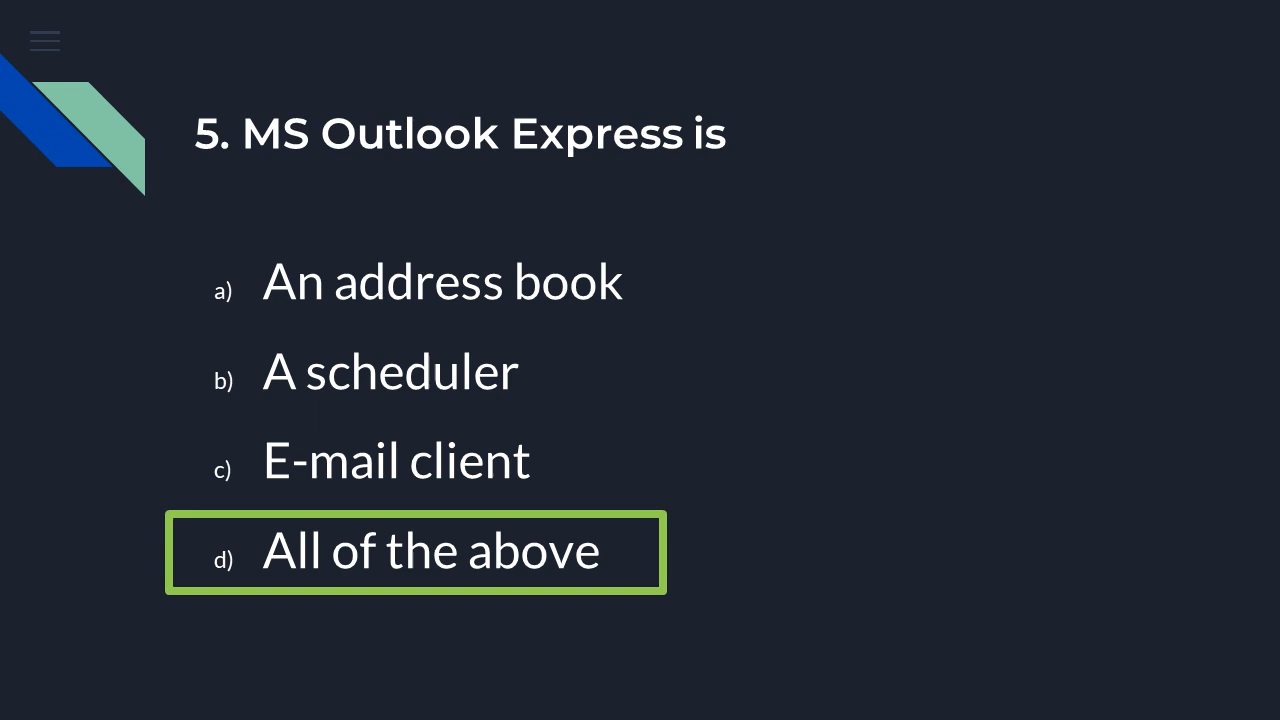 5. MS Outlook Express is
a) An address book
b) A scheduler
c) E-mail client
d) All of the above